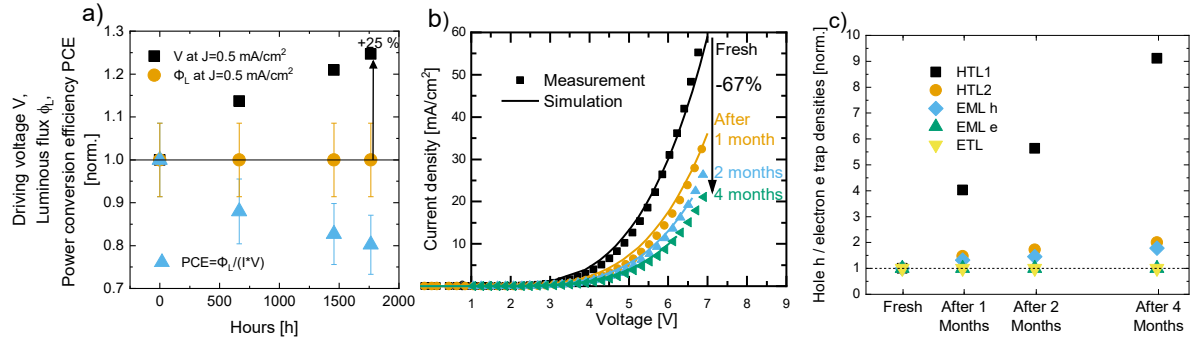 a)
Driving voltage V,
Luminous flux ϕL,
Power conversion efficiency PCE
[norm.]
1.2
1.1
1.0
0.9
0.8
0.7
V at J=0.5 mA/cm²
ΦL at J=0.5 mA/cm²
+25 %
PCE=ΦL/(I*V)
0
500
1000
1500
2000
Hours [h]
b)
Current density [mA/cm²]
60
50
40
30
20
10
0
Measurement
Simulation
Fresh
-67%
After
1 month
2 months
4 months
0
1
2
3
4
5
6
7
8
9
Voltage [V]
c)
Hole h / electron e trap densities [norm.]
10
9
8
7
6
5
4
3
2
1
0
HTL1
HTL2
EML h
EML e
ETL
Fresh
After 1
Months
After 2
Months
After 4
Months